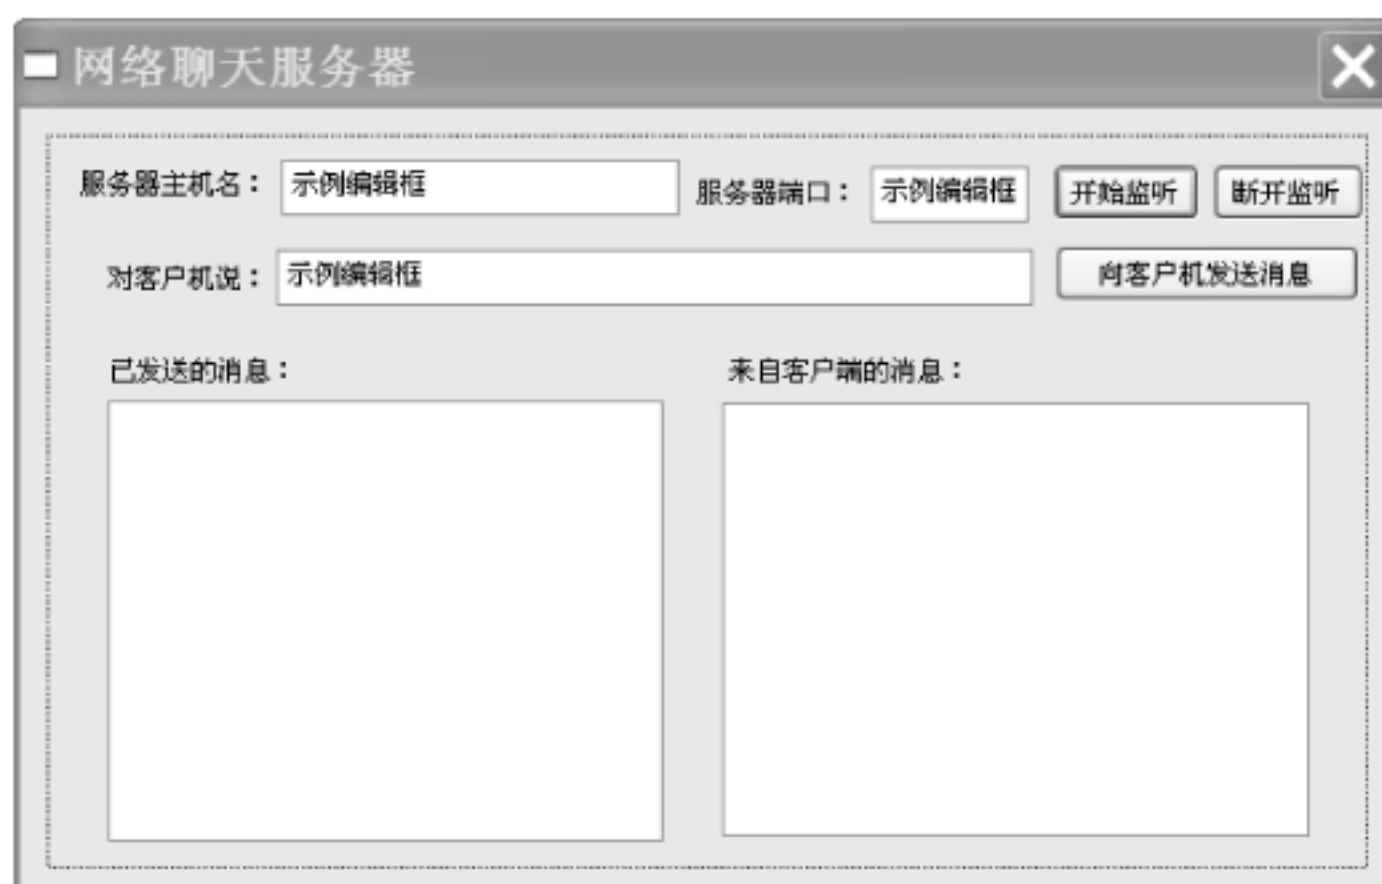 网络聊天服务器
服务器主机名：
示例编辑框
服务器端口：
示例编辑框
开始监听
断开监听
对客户机说：
示例编辑框
向客户机发送消息
已发送的消息：
来自客户端的消息：